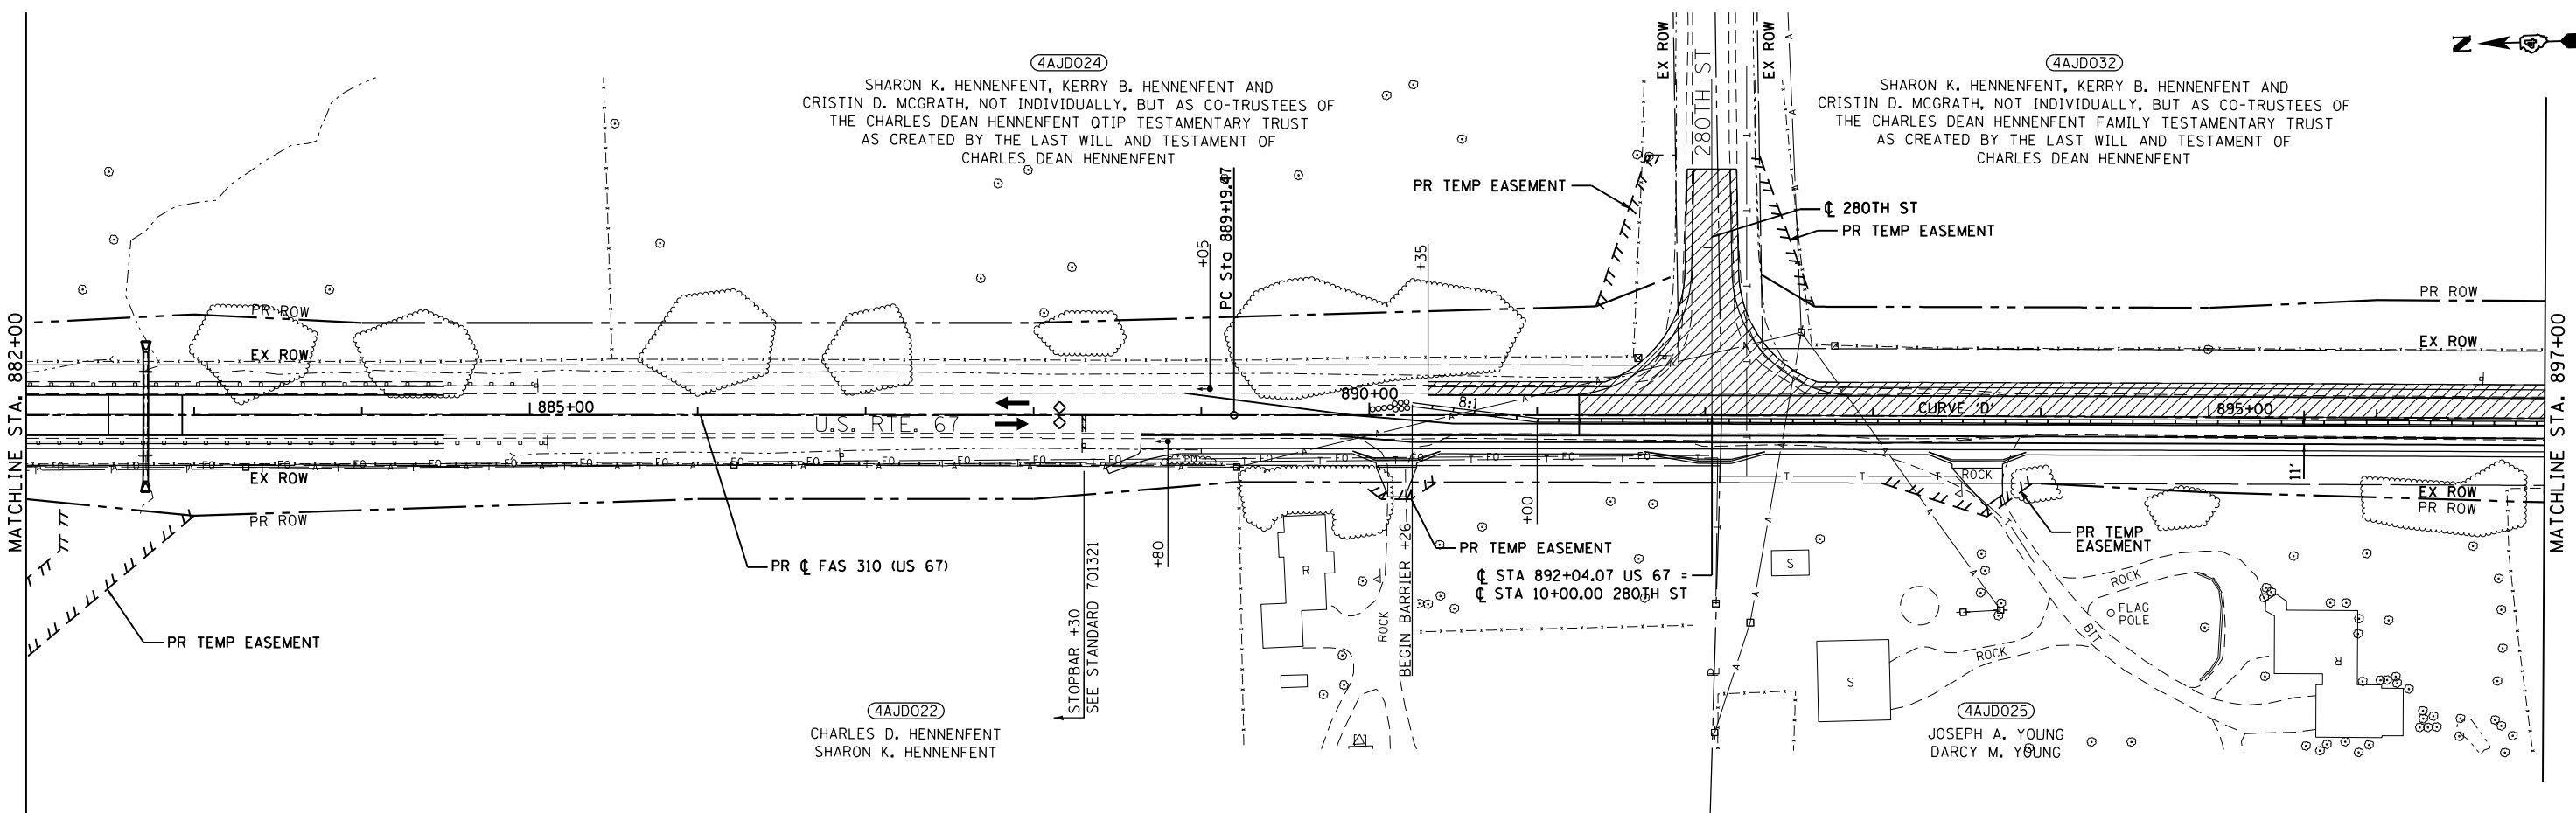 MATCHLINE STA. 882+00
4AJD024
SHARON K. HENNENFENT, KERRY B. HENNENFENT AND
CRISTIN D. MCGRATH, NOT INDIVIDUALLY, BUT AS CO-TRUSTEES OF
THE CHARLES DEAN HENNENFENT QTIP TESTAMENTARY TRUST
AS CREATED BY THE LAST WILL AND TESTAMENT OF
CHARLES DEAN HENNENFENT
EX ROW
280TH ST
EX ROW
4AJD032
SHARON K. HENNENFENT, KERRY B. HENNENFENT AND
CRISTIN D. MCGRATH, NOT INDIVIDUALLY, BUT AS CO-TRUSTEES OF
THE CHARLES DEAN HENNENFENT FAMILY TESTAMENTARY TRUST
AS CREATED BY THE LAST WILL AND TESTAMENT OF
CHARLES DEAN HENNENFENT
N
PR TEMP EASEMENT
℄ 280TH ST
PR TEMP EASEMENT
+05
PC Sta 889+19.47
+35
PR ROW
PR ROW
EX ROW
EX ROW
885+00
890+00
8:1
CURVE 'D'
895+00
U.S. RTE. 67
FO FO FO FO FO FO FO
EX ROW
PR ROW
ROCK
11'
EX ROW
PR ROW
MATCHLINE STA. 897+00
+80
+00
PR TEMP EASEMENT
PR TEMP
EASEMENT
PR ℄ FAS 310 (US 67)
℄ STA 892+04.07 US 67 =
℄ STA 10+00.00 280TH ST
R
S
ROCK
FLAG
POLE
BIT
ROCK
S
R
STOPBAR +30
SEE STANDARD 701321
ROCK
BEGIN BARRIER +26
PR TEMP EASEMENT
4AJD022
CHARLES D. HENNENFENT
SHARON K. HENNENFENT
4AJD025
JOSEPH A. YOUNG
DARCY M. YOUNG